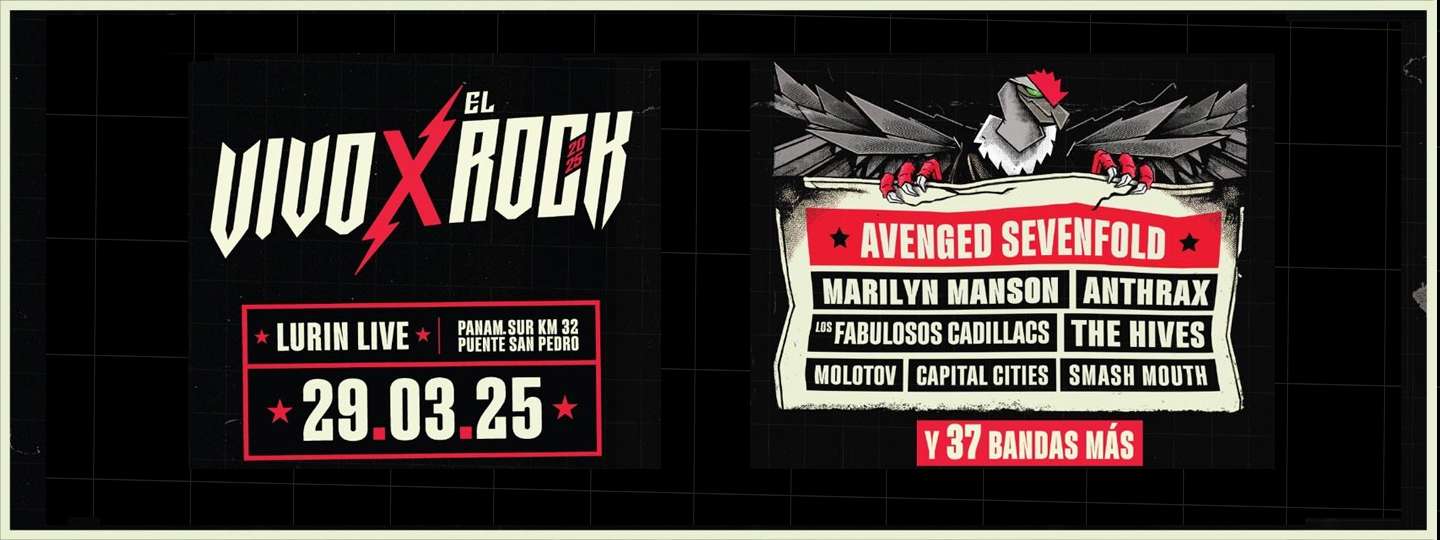 EL
VIVO X ROCK
2025
LURIN LIVE
PANAM.SUR KM 32
PUENTE SAN PEDRO
29.03.25
AVENGED SEVENFOLD
MARILYN MANSON
ANTHRAX
LOS FABULOSOS CADILLACS
THE HIVES
MOLOTOV
CAPITAL CITIES
SMASH MOUTH
Y 37 BANDAS MÁS